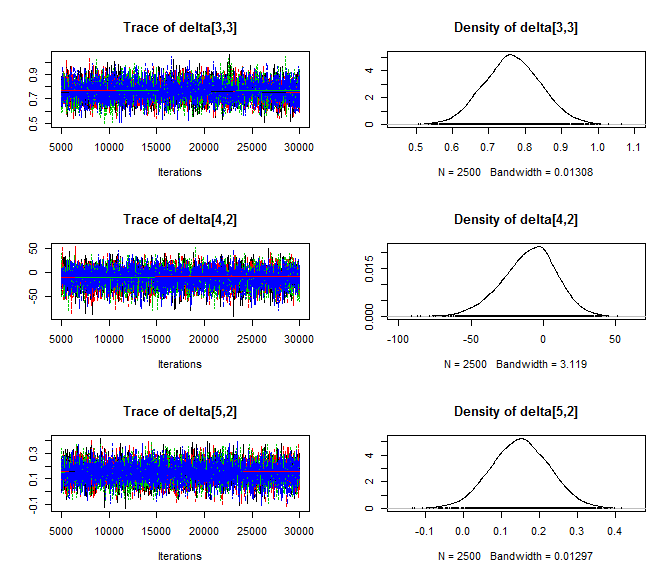 Trace of delta[3,3]
0.5 0.7 0.9
5000 10000 15000 20000 25000 30000
Iterations
Density of delta[3,3]
0 2 4
0.5 0.6 0.7 0.8 0.9 1.0 1.1
N = 2500 Bandwidth = 0.01308
Trace of delta[4,2]
-50 0 50
5000 10000 15000 20000 25000 30000
Iterations
Density of delta[4,2]
0.000 0.015
-100 -50 0 50
N = 2500 Bandwidth = 3.119
Trace of delta[5,2]
-0.1 0.1 0.3
5000 10000 15000 20000 25000 30000
Iterations
Density of delta[5,2]
0 2 4
-0.1 0.0 0.1 0.2 0.3 0.4
N = 2500 Bandwidth = 0.01297